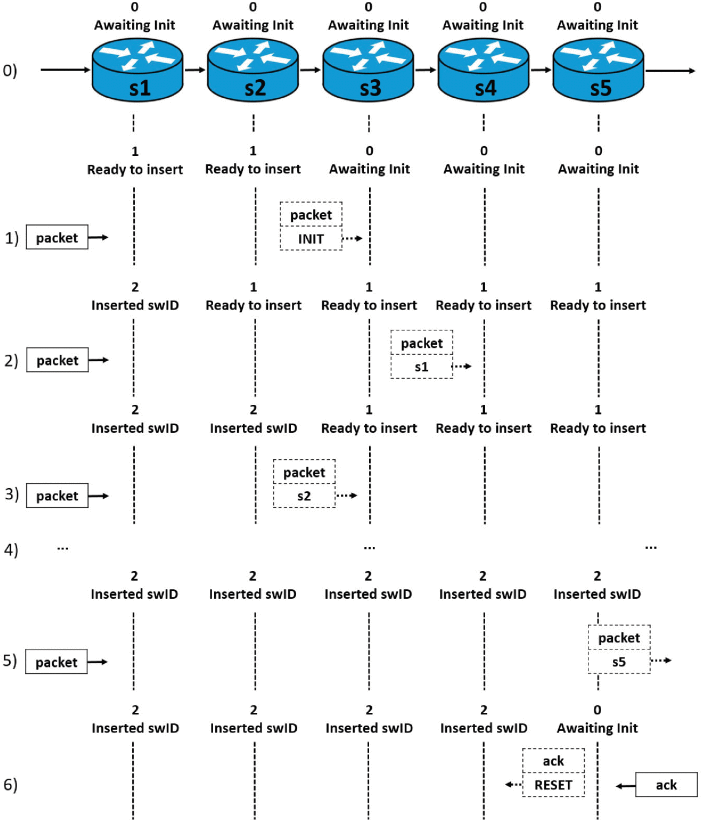 0 0 0 0 0
Awaiting Init Awaiting Init Awaiting Init Awaiting Init Awaiting Init
0) s1 s2 s3 s4 s5
1 1 0 0 0
Ready to insert Ready to insert Awaiting Init Awaiting Init Awaiting Init
packet
1) packet INIT
2 1 1 1 1
Inserted swID Ready to insert Ready to insert Ready to insert Ready to insert
packet
2) packet s1
2 2 1 1 1
Inserted swID Inserted swID Ready to insert Ready to insert Ready to insert
packet
3) packet s2
4) ... ... ...
2 2 2 2 2
Inserted swID Inserted swID Inserted swID Inserted swID Inserted swID
packet
5) packet s5
2 2 2 2 0
Inserted swID Inserted swID Inserted swID Inserted swID Awaiting Init
ack
6) RESET ack